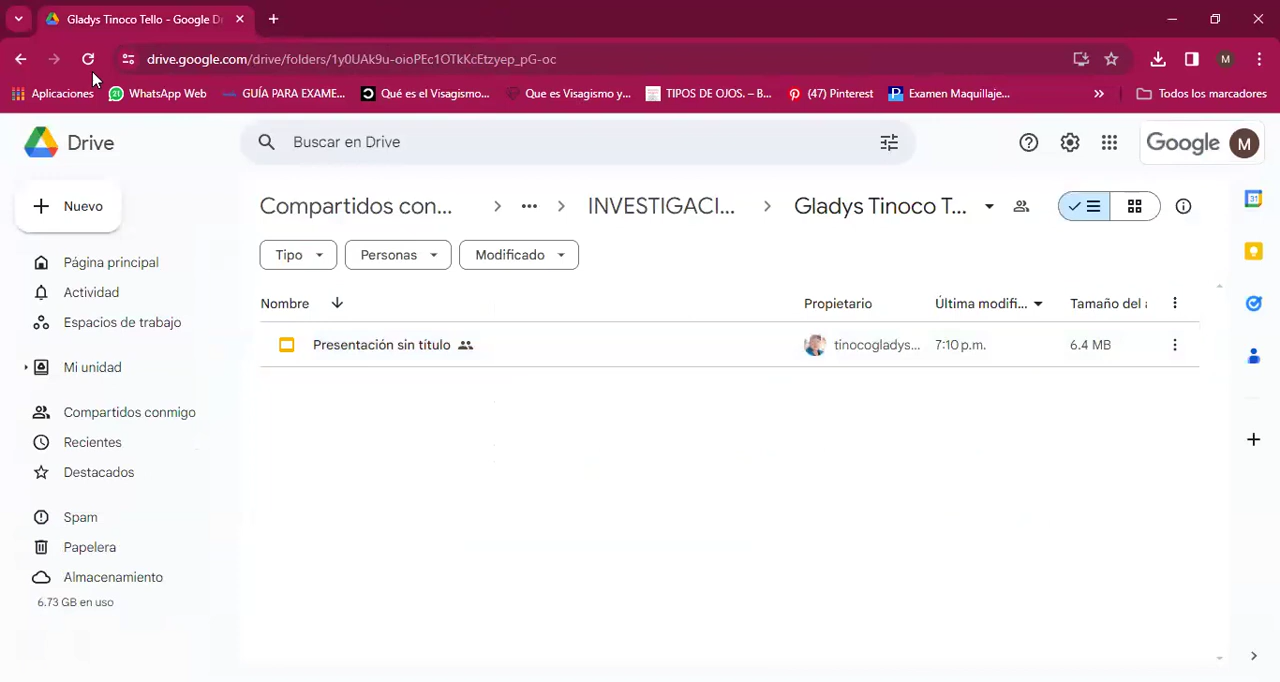 Gladys Tinoco Tello - Google D
drive.google.com/drive/folders/1y0UAk9u-oioPEc1OTkKcEtzyep_pG-oc
M
Aplicaciones
WhatsApp Web
GUÍA PARA EXAME...
Qué es el Visagismo...
Que es Visagismo y...
TIPOS DE OJOS. – B...
(47) Pinterest
Examen Maquillaje...
»
Todos los marcadores
Drive
Buscar en Drive
Google
M
Nuevo
Compartidos con...
INVESTIGACI...
Gladys Tinoco T...
Tipo
Personas
Modificado
Página principal
Actividad
Espacios de trabajo
Mi unidad
Compartidos conmigo
Recientes
Destacados
Spam
Papelera
Almacenamiento
6.73 GB en uso
Nombre
Propietario
Última modifi...
Tamaño del
Presentación sin título
tinocogladys...
7:10 p.m.
6.4 MB
31